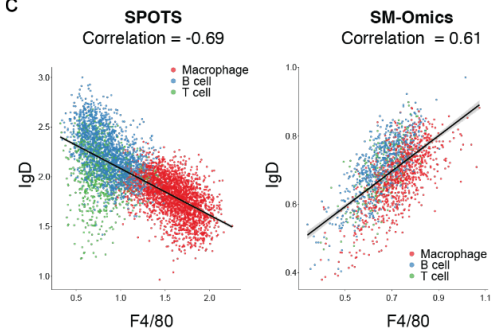 C
SPOTS
Correlation = -0.69
Macrophage
B cell
T cell
3.0
2.5
2.0
1.5
1.0
IgD
0.5 1.0 1.5 2.0
F4/80
SM-Omics
Correlation = 0.61
1.0
0.8
0.6
0.4
IgD
Macrophage
B cell
T cell
0.5 0.7 0.9 1.1
F4/80